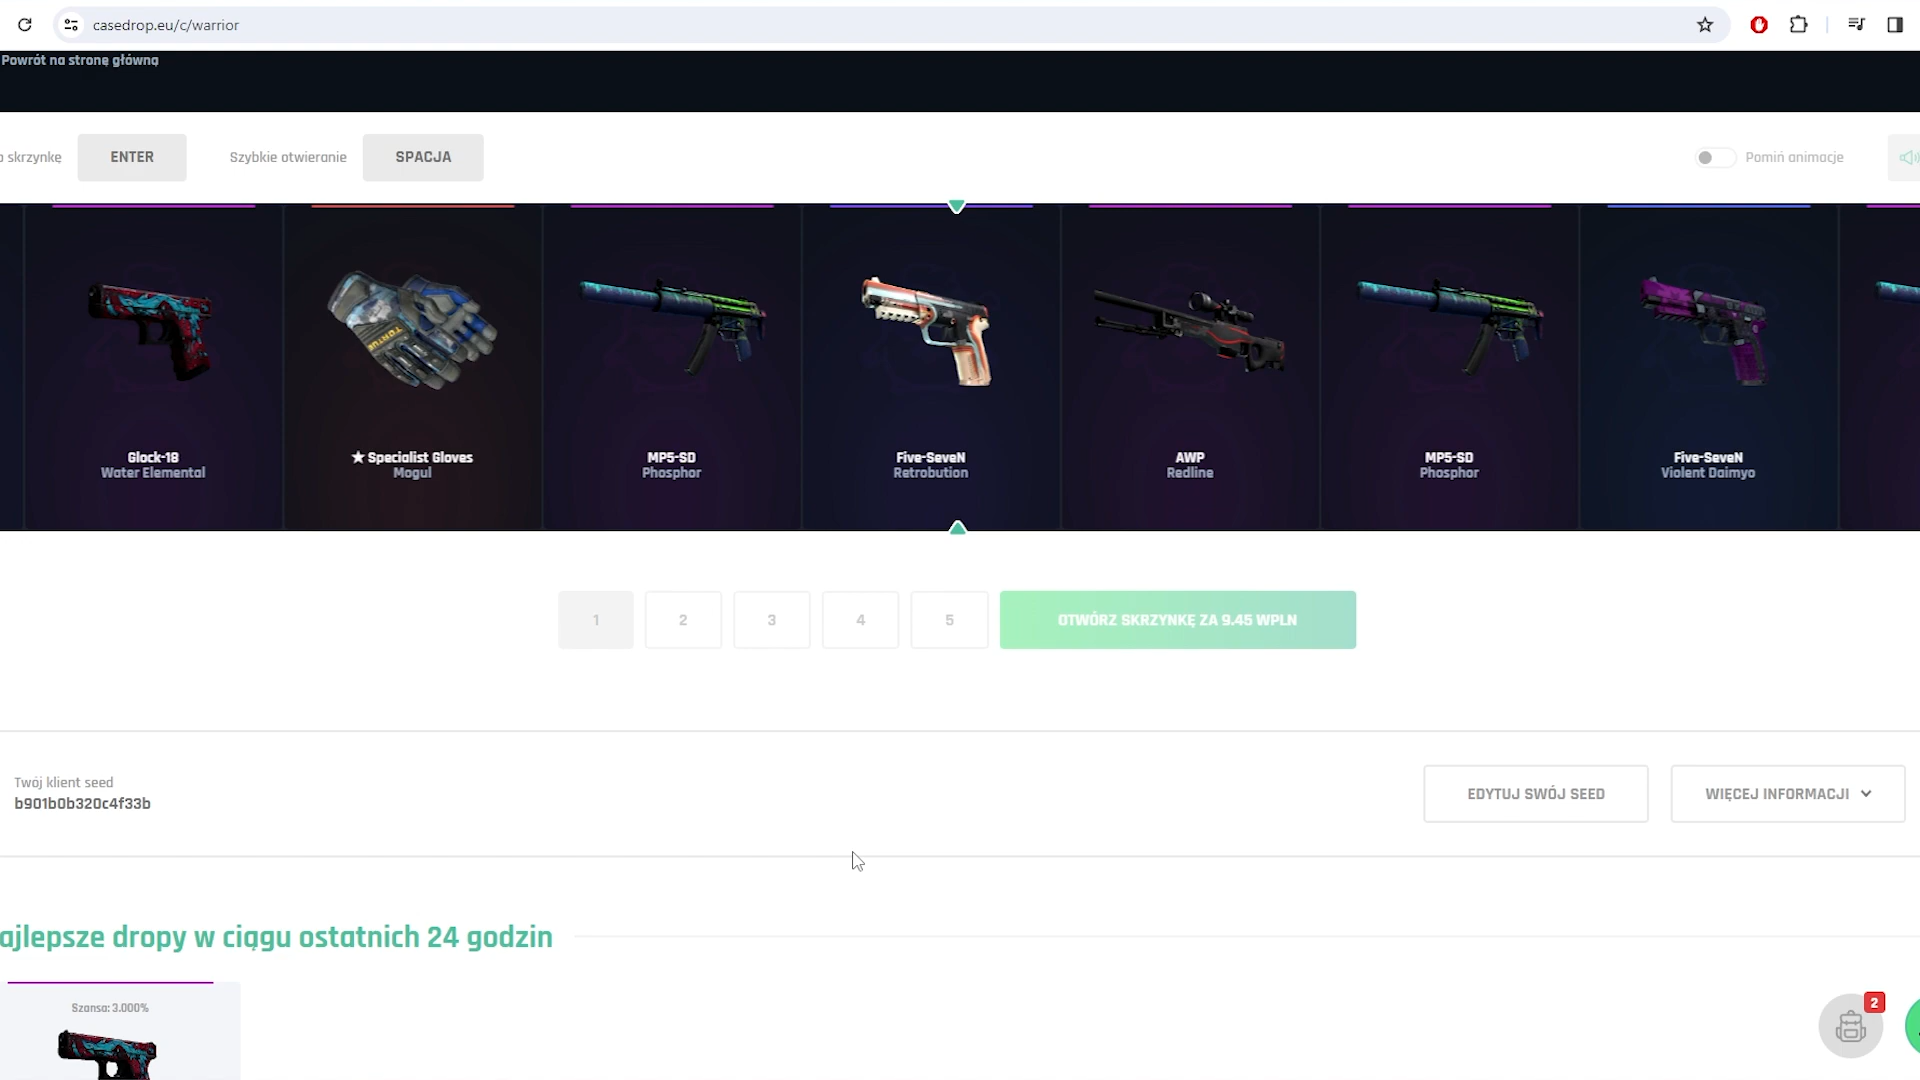 casedrop.eu/c/warrior
Powrót na stronę główną
skrzynkę
ENTER
Szybkie otwieranie
SPACJA
Pomiń animacje
Glock-18
Water Elemental
★ Specialist Gloves
Mogul
MP5-SD
Phosphor
Five-SeveN
Retrobution
AWP
Redline
MP5-SD
Phosphor
Five-SeveN
Violent Daimyo
1
2
3
4
5
OTWÓRZ SKRZYNKĘ ZA 9.45 WPLN
Twój klient seed
b901b0b320c4f33b
EDYTUJ SWÓJ SEED
WIĘCEJ INFORMACJI
ajlepsze dropy w ciągu ostatnich 24 godzin
Szansa: 3.000%
2